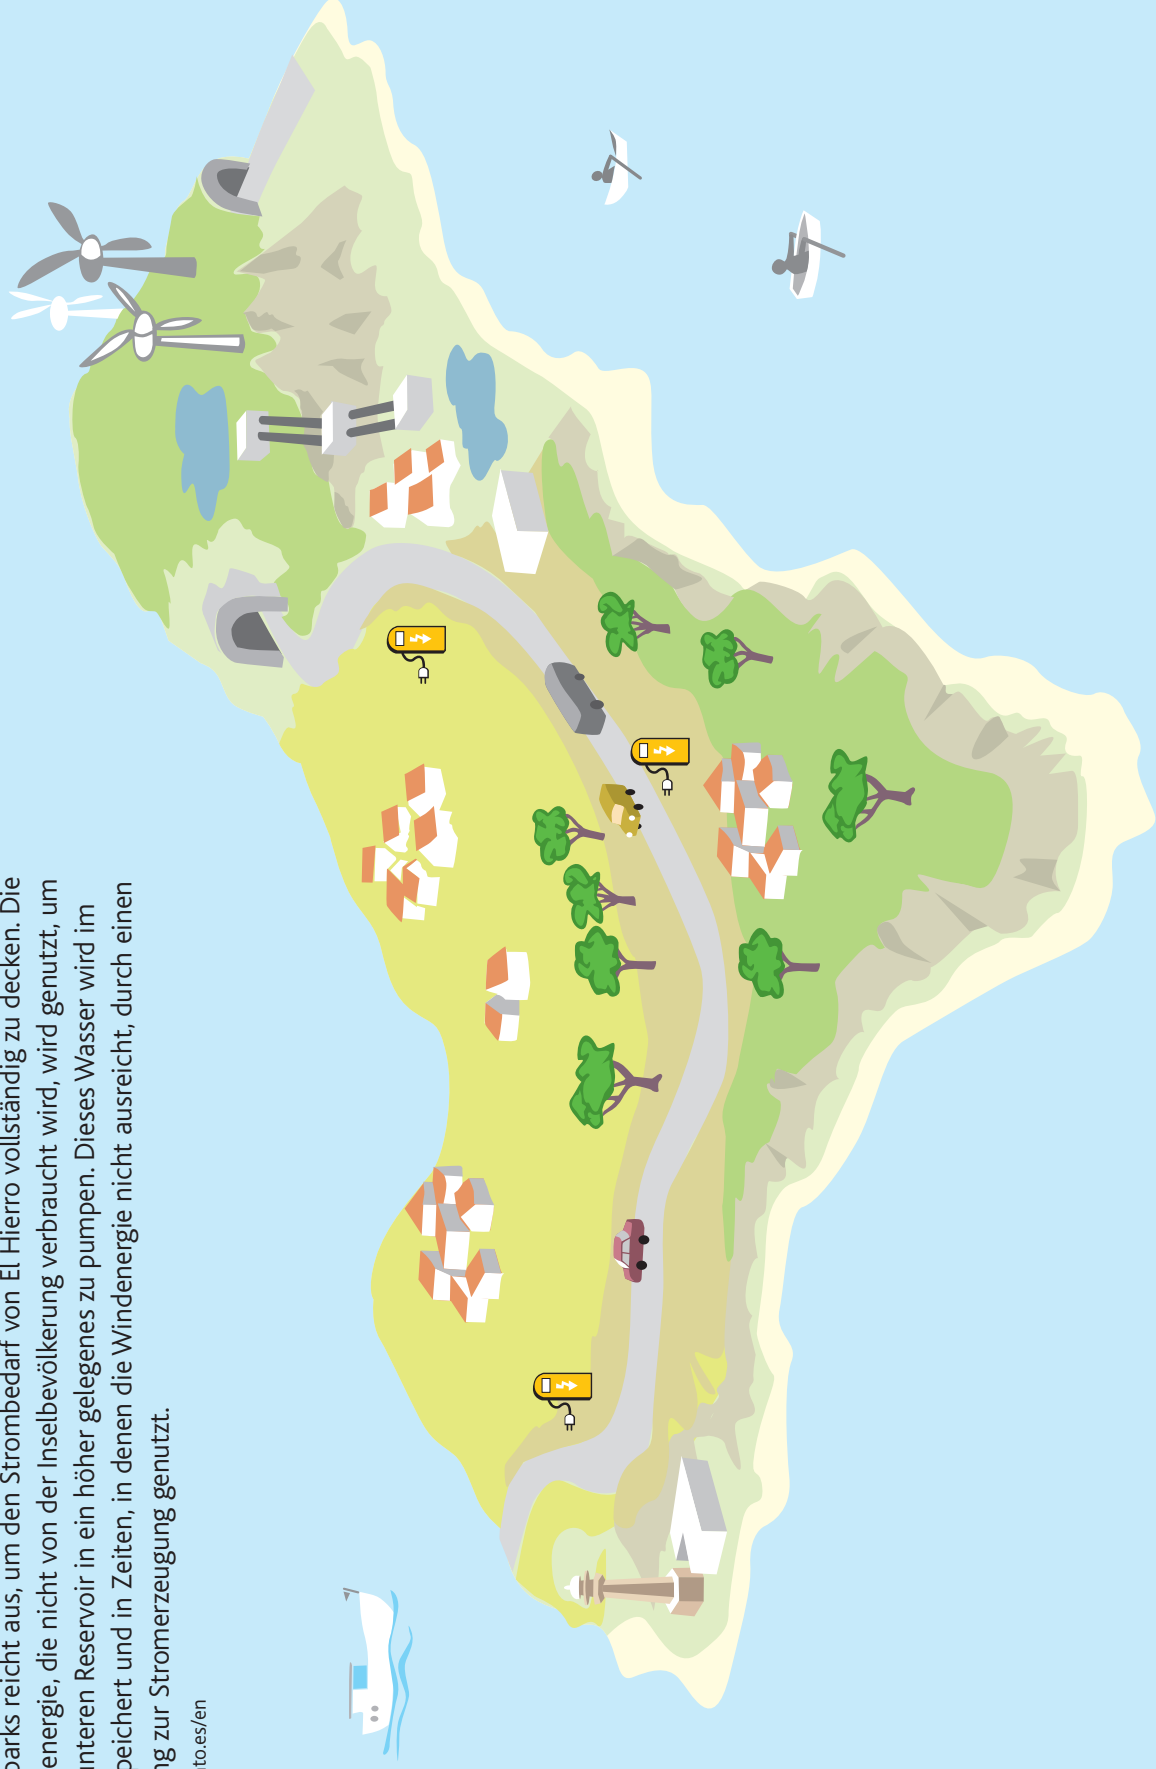 parks reicht aus, um den Strombedarf von El Hierro vollständig zu decken. Die
energie, die nicht von der Inselbevölkerung verbraucht wird, wird genutzt, um
unteren Reservoir in ein höher gelegenes zu pumpen. Dieses Wasser wird im
peichert und in Zeiten, in denen die Windenergie nicht ausreicht, durch einen
ng zur Stromerzeugung genutzt.
to.es/en